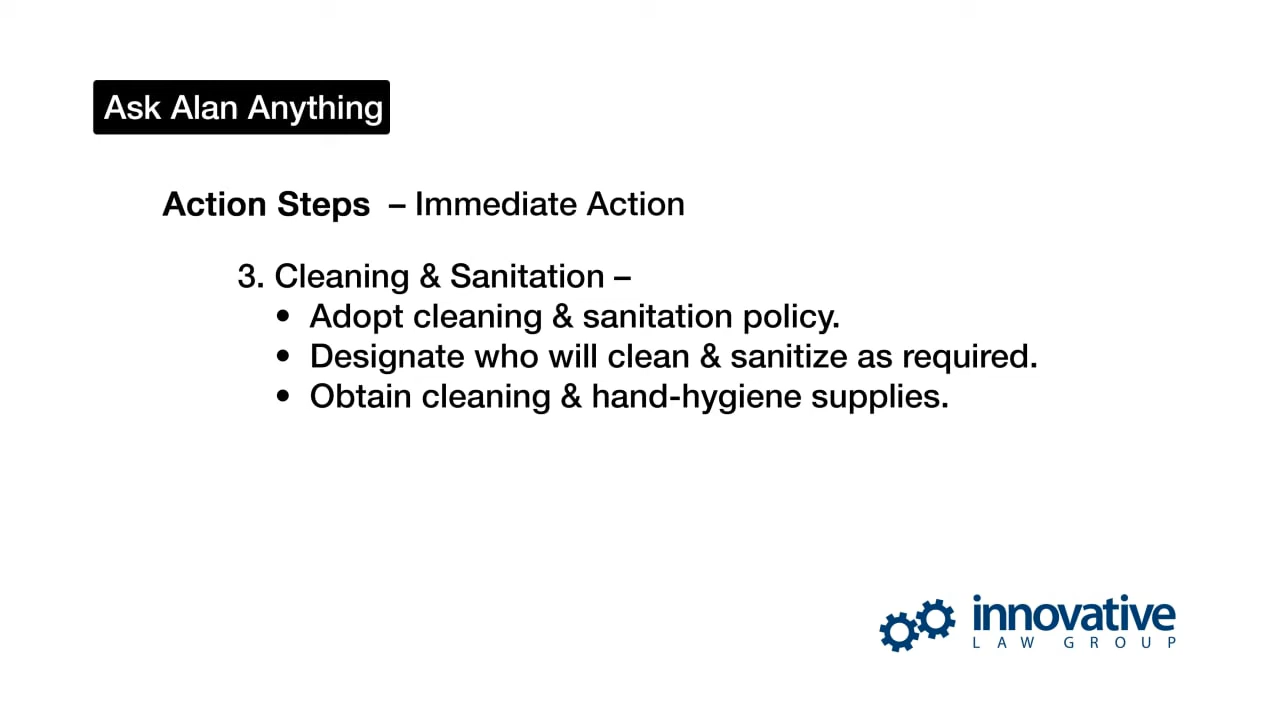 Ask Alan Anything
Action Steps – Immediate Action
3. Cleaning & Sanitation –
• Adopt cleaning & sanitation policy.
• Designate who will clean & sanitize as required.
• Obtain cleaning & hand-hygiene supplies.
innovative
LAW GROUP